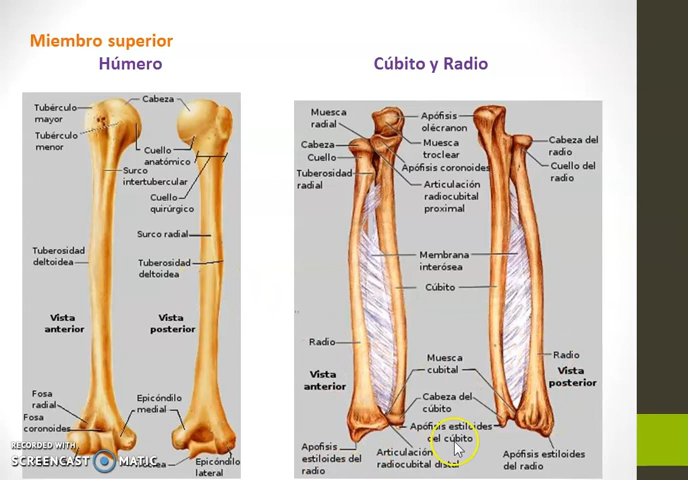 Miembro superior
Húmero
Cúbito y Radio
Tubérculo
mayor
Cabeza
Tubérculo
menor
Cuello
anatómico
Surco
intertubercular
Cuello
quirúrgico
Surco radial
Tuberosidad
deltoidea
Tuberosidad
deltoidea
Vista
anterior
Vista
posterior
Fosa
radial
Epicóndilo
medial
Fosa
coronoides
Epicóndilo
lateral
RECORDED WITH
SCREENCAST MATIC
Muesca
radial
Apófisis
olécranon
Cabeza
Muesca
troclear
Cuello
Apófisis coronoides
Tuberosidad
radial
Articulación
radiocubital
proximal
Cabeza del
radio
Cuello del
radio
Membrana
interósea
Cúbito
Radio
Vista
anterior
Muesca
cubital
Radio
Vista
posterior
Cabeza del
cúbito
Apófisis estiloides
del cúbito
Apofisis
estiloides del
radio
Articulación
radiocubital distal
Apófisis estiloides
del radio